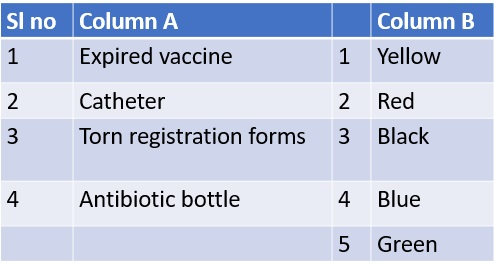 Sl no Column A Column B
1 Expired vaccine 1 Yellow
2 Catheter 2 Red
3 Torn registration forms 3 Black
4 Antibiotic bottle 4 Blue
5 Green